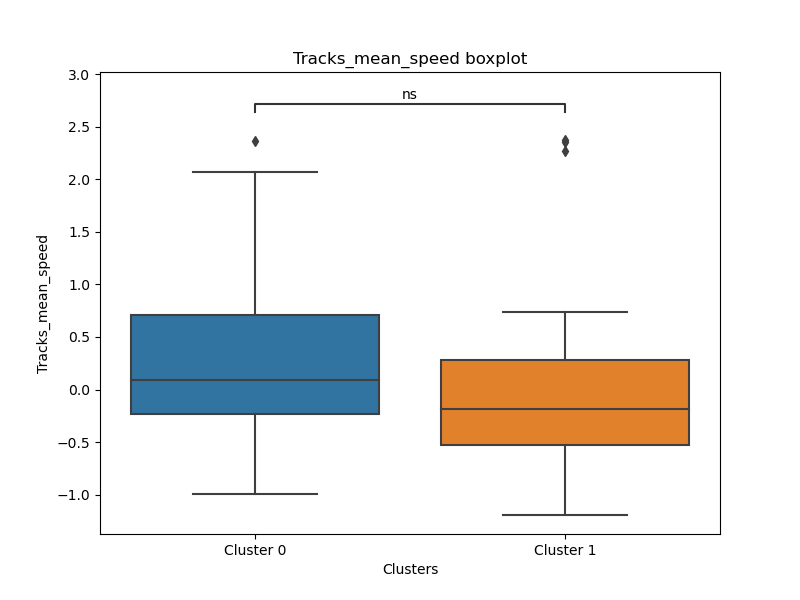 Tracks_mean_speed boxplot
3.0
ns
2.5
2.0
1.5
1.0
0.5
0.0
−0.5
−1.0
Tracks_mean_speed
Cluster 0
Cluster 1
Clusters